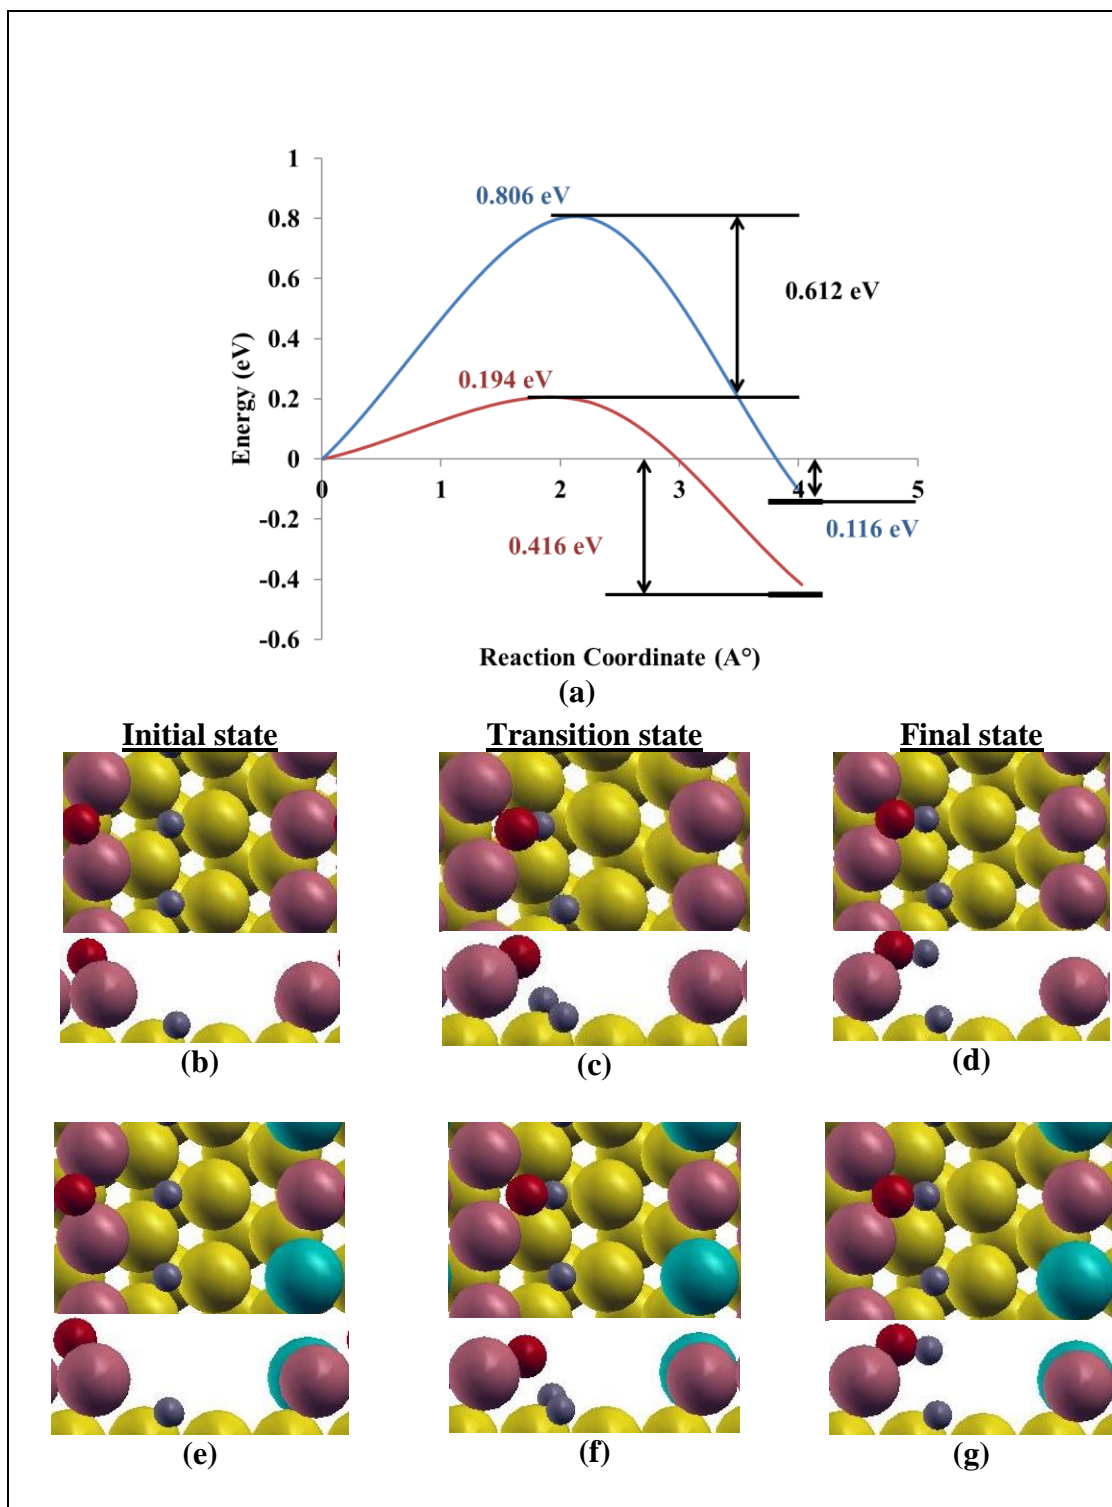 1
0.806 eV
0.8
0.6
0.612 eV
0.4
0.194 eV
0.2
Energy (eV)
0
0 1 2 3 4 5
-0.2
0.416 eV
0.116 eV
-0.4
-0.6
Reaction Coordinate (A°)
(a)
Initial state Transition state Final state
(b) (c) (d)
(e) (f) (g)